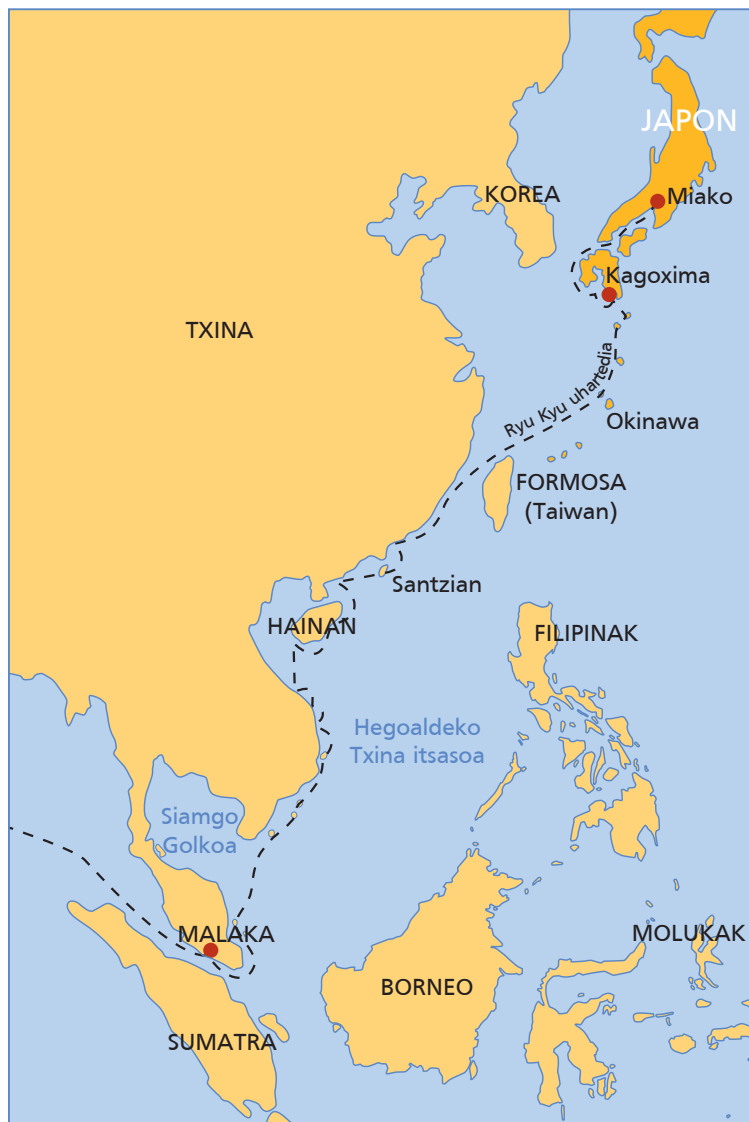 JAPON
KOREA
Miako
Kagoxima
TXINA
Ryu Kyu uhartedia
Okinawa
FORMOSA
(Taiwan)
Santzian
HAINAN
FILIPINAK
Hegoaldeko
Txina itsasoa
Siamgo
Golkoa
MALAKA
MOLUKAK
BORNEO
SUMATRA